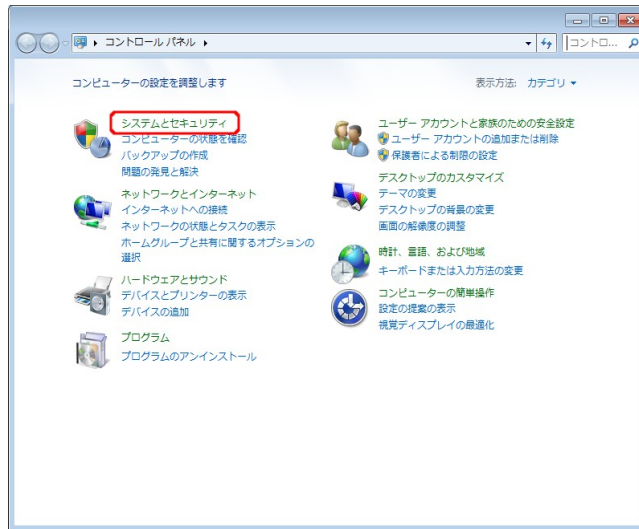 コントロール パネル
コントロ...
コンピューターの設定を調整します
表示方法: カテゴリ
システムとセキュリティ
コンピューターの状態を確認
バックアップの作成
問題の発見と解決
ネットワークとインターネット
インターネットへの接続
ネットワークの状態とタスクの表示
ホームグループと共有に関するオプションの
選択
ハードウェアとサウンド
デバイスとプリンターの表示
デバイスの追加
プログラム
プログラムのアンインストール
ユーザー アカウントと家族のための安全設定
ユーザー アカウントの追加または削除
保護者による制限の設定
デスクトップのカスタマイズ
テーマの変更
デスクトップの背景の変更
画面の解像度の調整
時計、言語、および地域
キーボードまたは入力方法の変更
コンピューターの簡単操作
設定の提案の表示
視覚ディスプレイの最適化